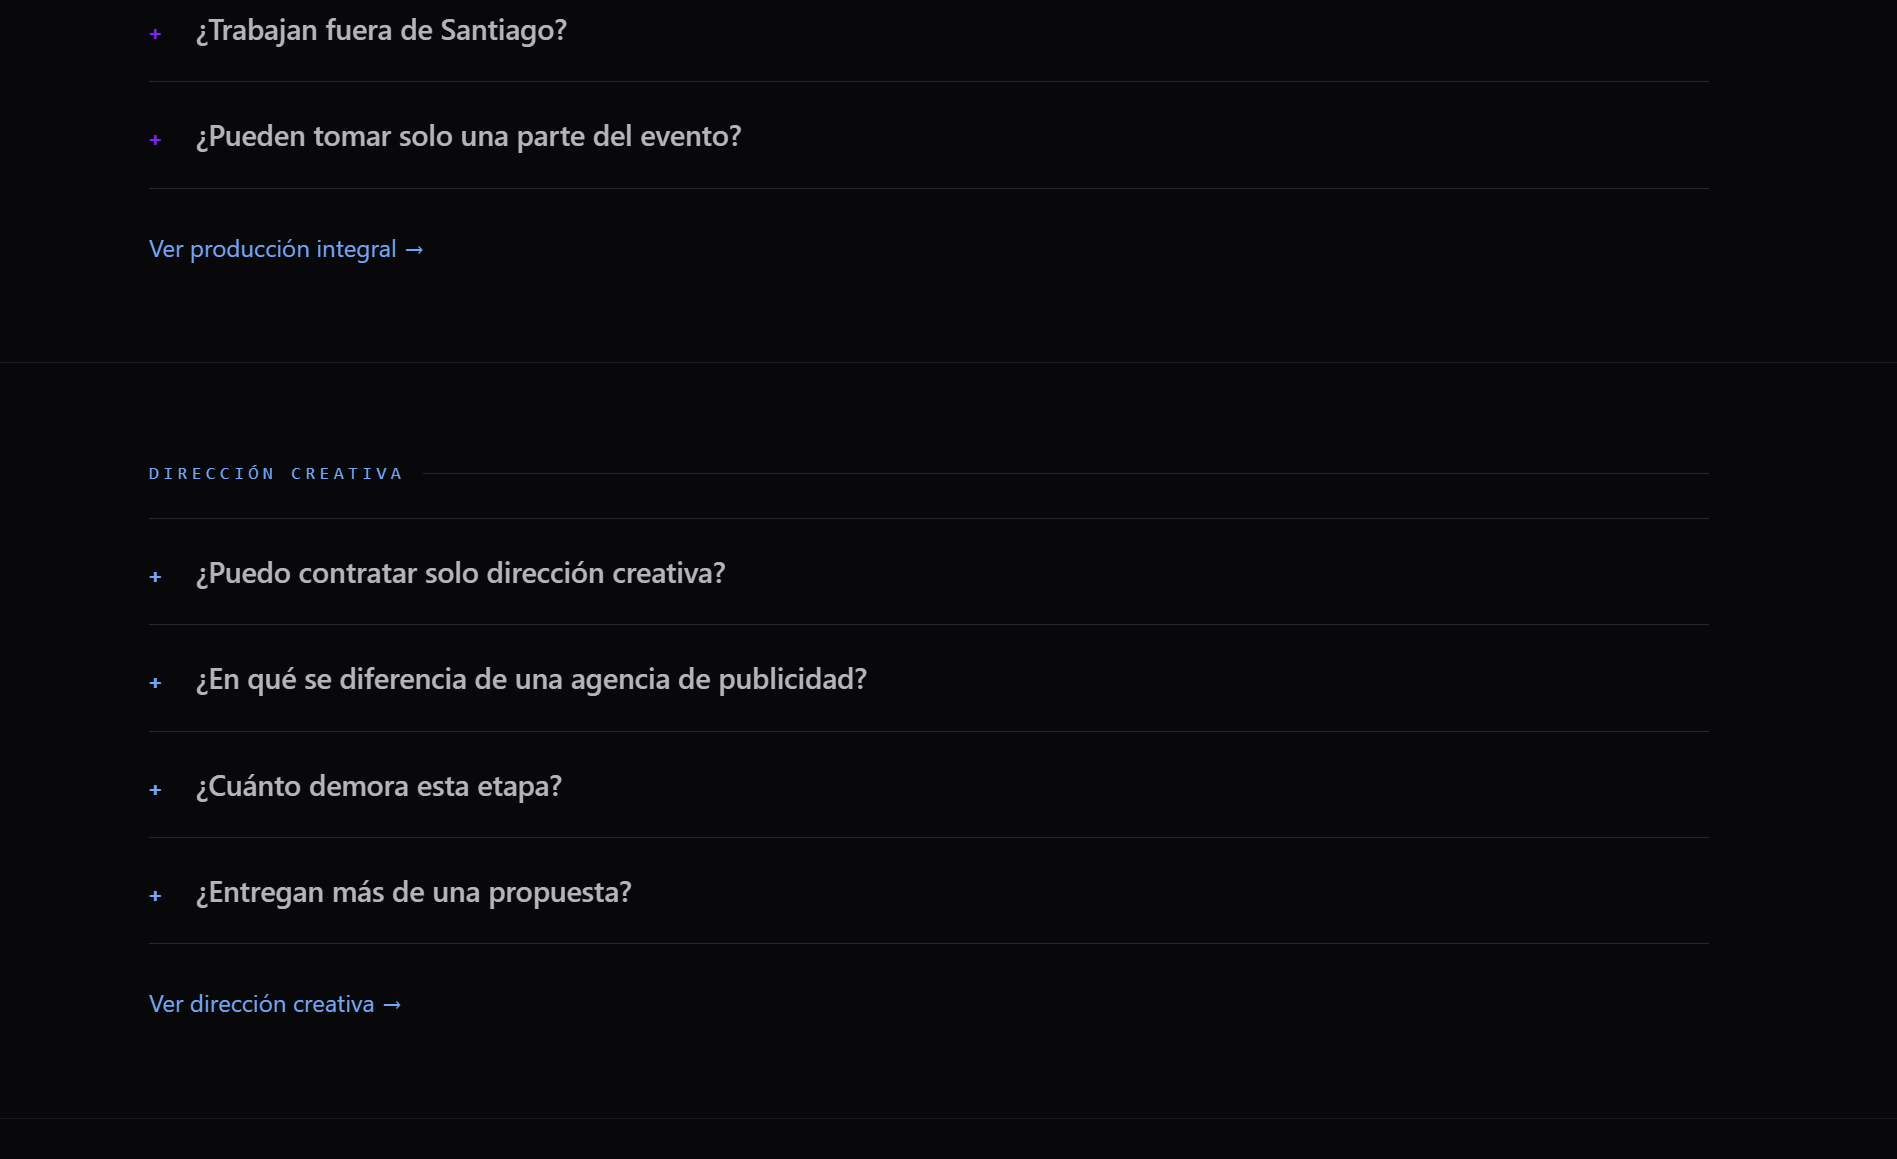 + ¿Trabajan fuera de Santiago?
+ ¿Pueden tomar solo una parte del evento?
Ver producción integral →
DIRECCIÓN CREATIVA
+ ¿Puedo contratar solo dirección creativa?
+ ¿En qué se diferencia de una agencia de publicidad?
+ ¿Cuánto demora esta etapa?
+ ¿Entregan más de una propuesta?
Ver dirección creativa →